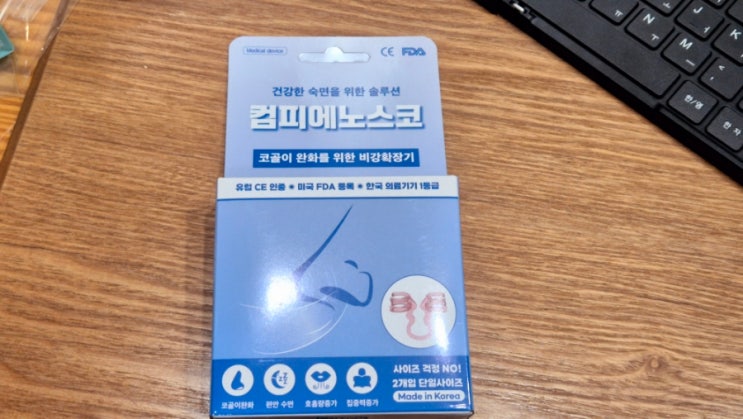 Medical device
CE FDA
건강한 숙면을 위한 솔루션
컴피에노스코
코골이 완화를 위한 비강확장기
유럽 CE 인증 * 미국 FDA 등록 * 한국 의료기기 1등급
사이즈 걱정 NO!
2개입 단일사이즈
Made in Korea
코골이완화 편안 수면 호흡량증가 집중력증가
N
M
한/영
한자